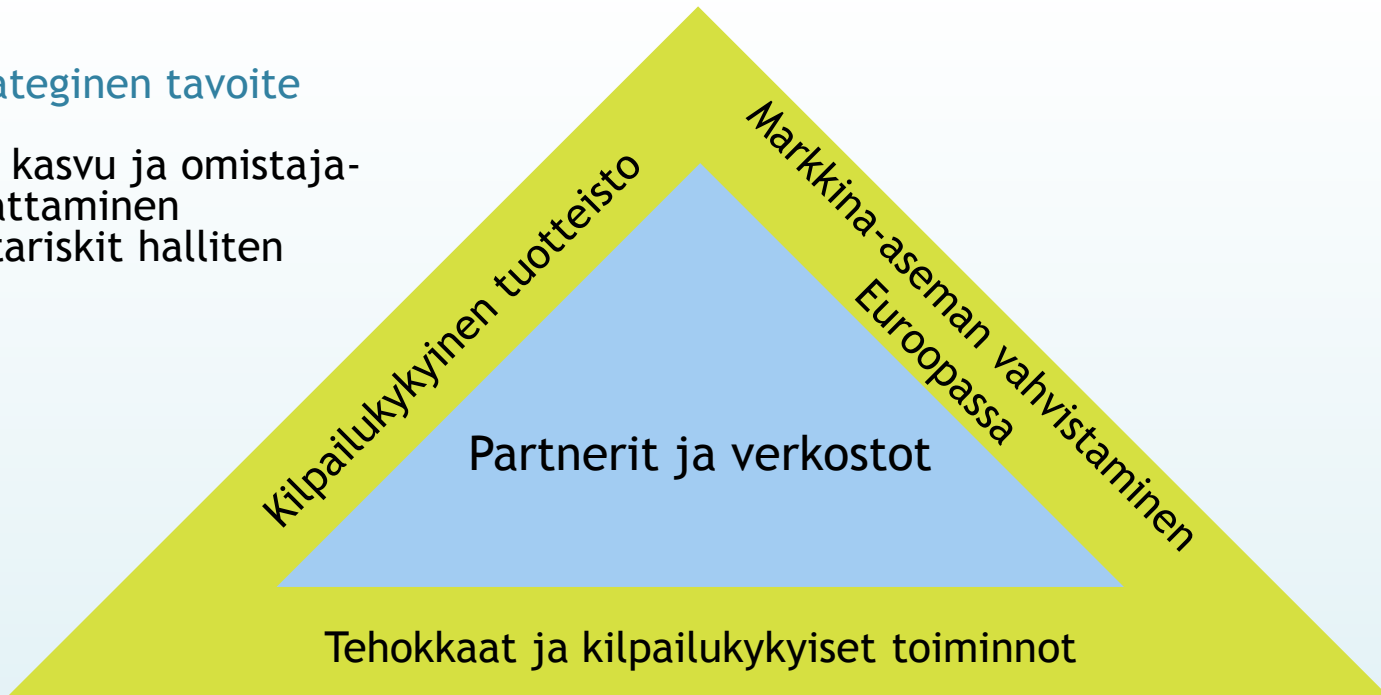 ateginen tavoite
kasvu ja omistaja-
attaminen
tariskit halliten
Kilpailukykyinen tuotteisto
Markkina-aseman vahvistaminen
Euroopassa
Partnerit ja verkostot
Tehokkaat ja kilpailukykyiset toiminnot